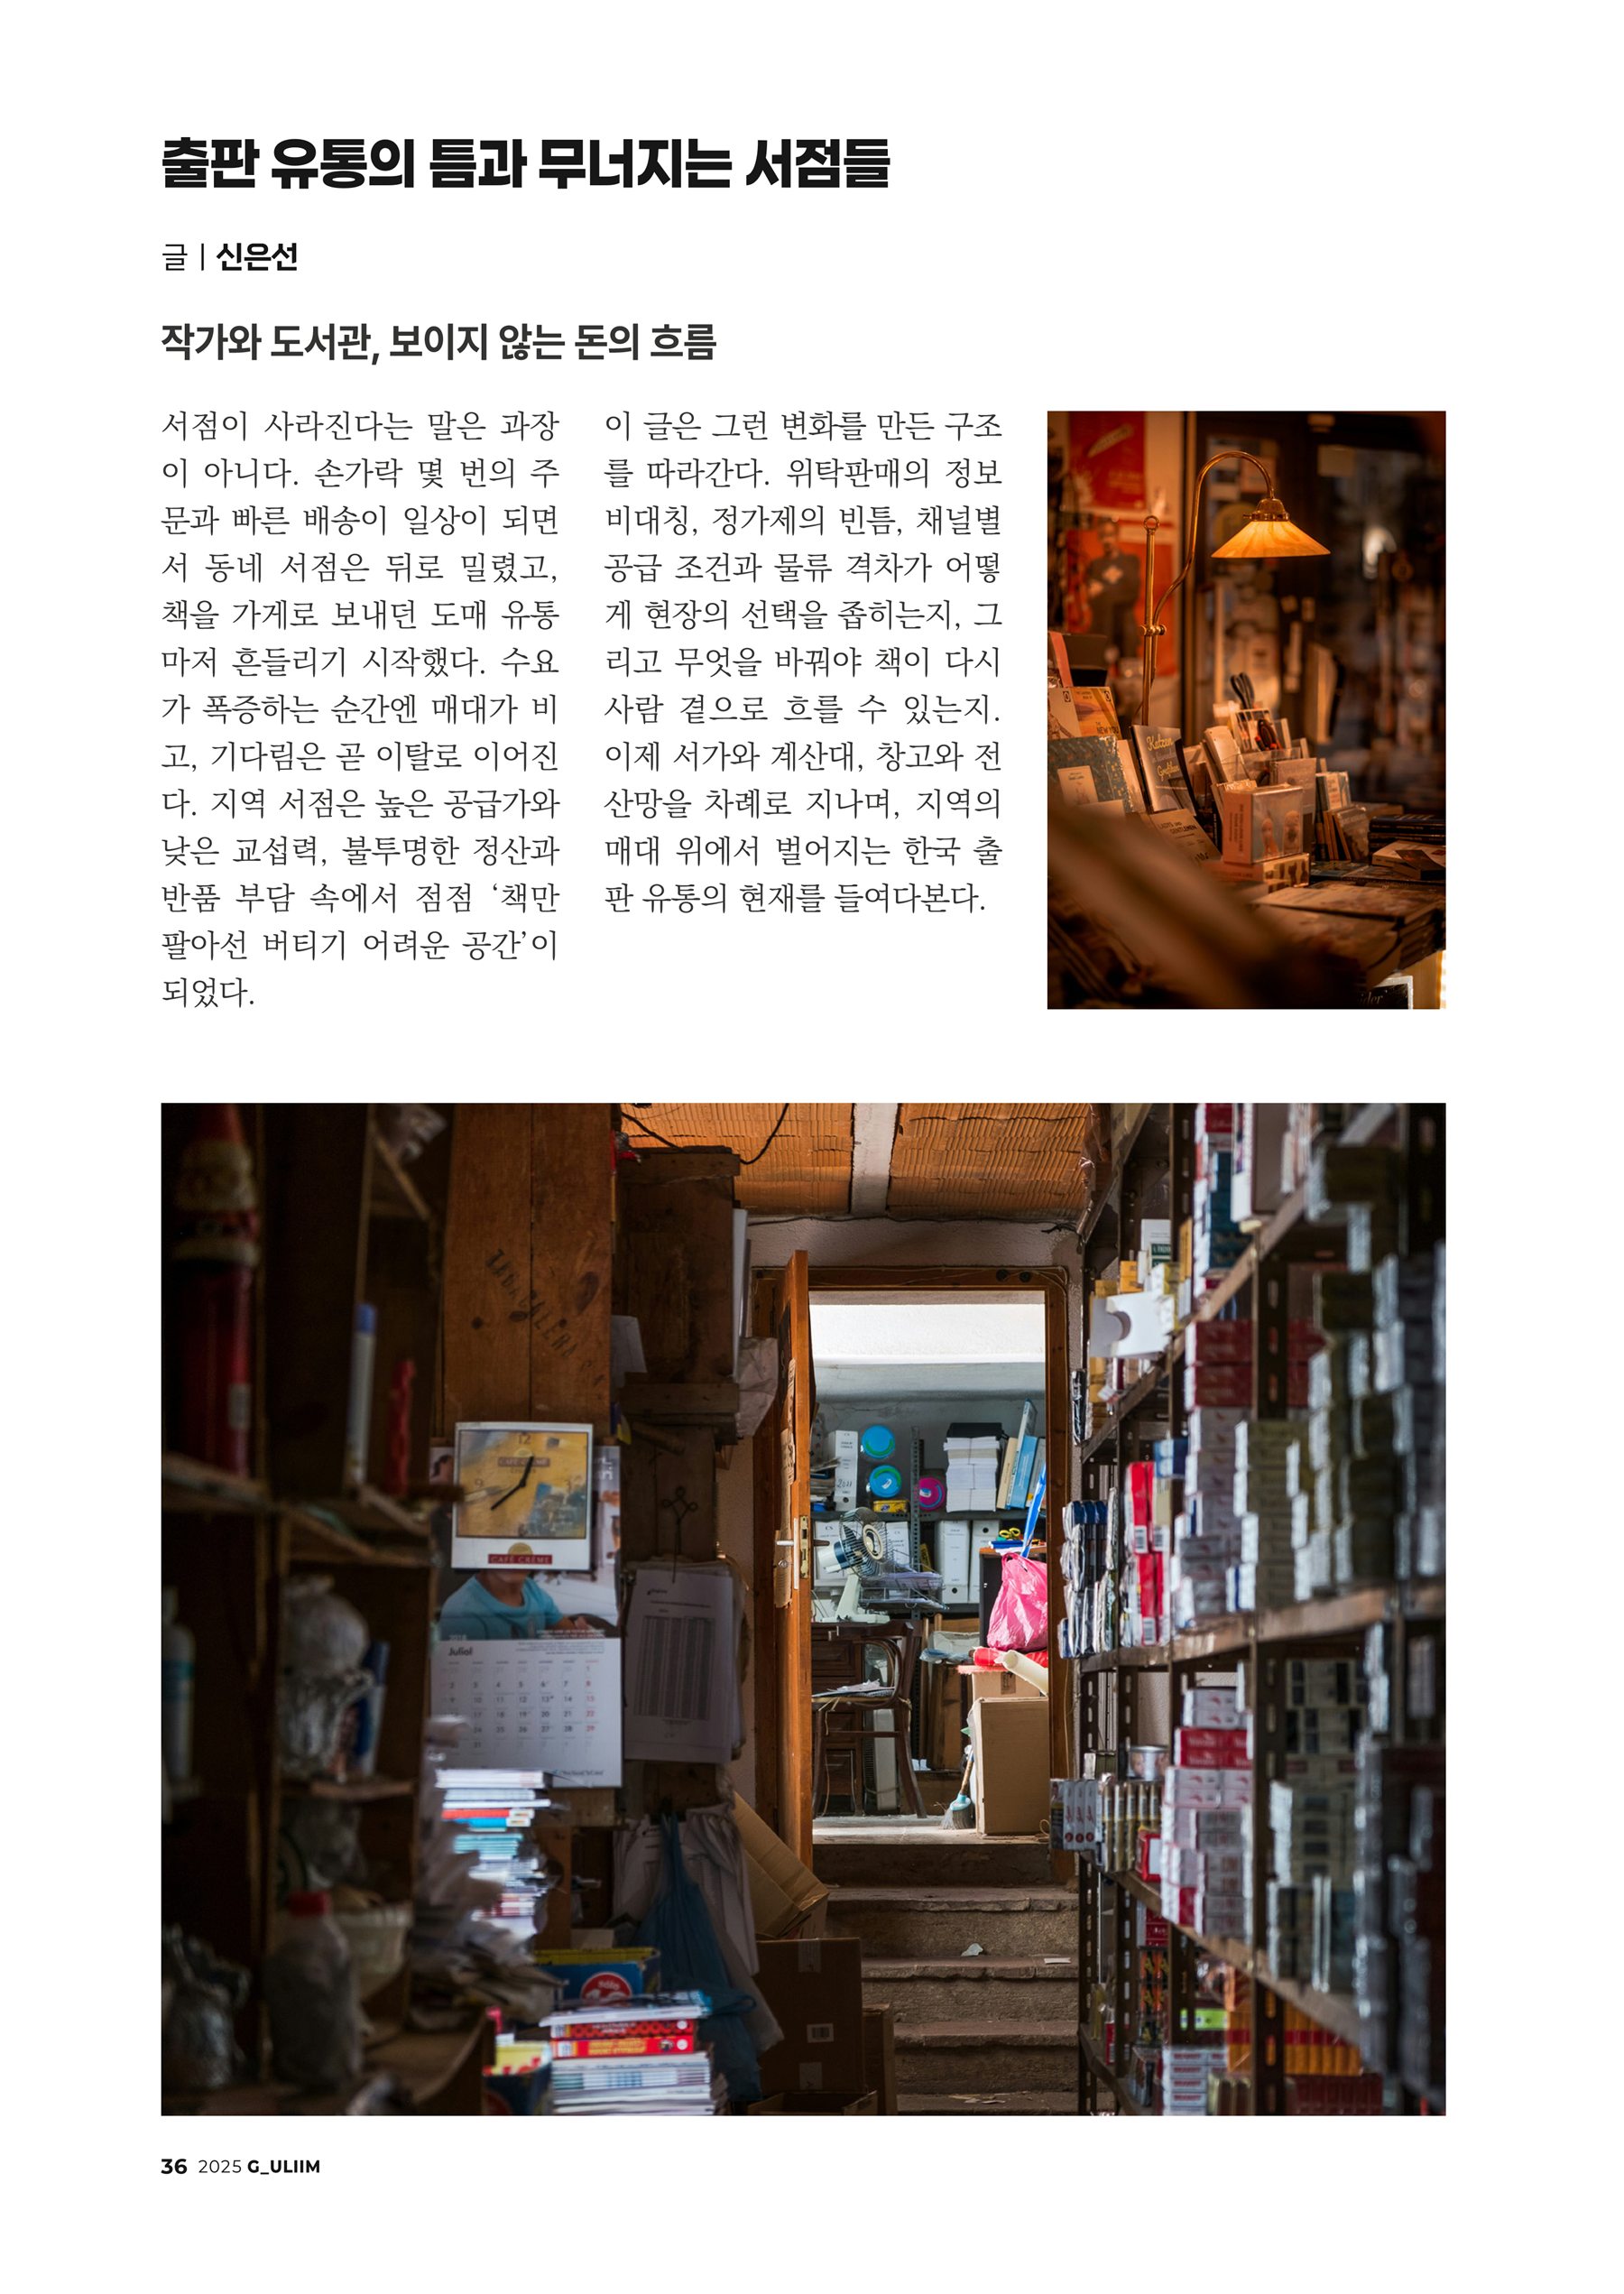 출판 유통의 틈과 무너지는 서점들
글 | 신은선
작가와 도서관, 보이지 않는 돈의 흐름
서점이 사라진다는 말은 과장
이 아니다. 손가락 몇 번의 주
문과 빠른 배송이 일상이 되면
서 동네 서점은 뒤로 밀렸고,
책을 가게로 보내던 도매 유통
마저 흔들리기 시작했다. 수요
가 폭증하는 순간엔 매대가 비
고, 기다림은 곧 이탈로 이어진
다. 지역 서점은 높은 공급가와
낮은 교섭력, 불투명한 정산과
반품 부담 속에서 점점 ‘책만
팔아선 버티기 어려운 공간’이
되었다.
이 글은 그런 변화를 만든 구조
를 따라간다. 위탁판매의 정보
비대칭, 정가제의 빈틈, 채널별
공급 조건과 물류 격차가 어떻
게 현장의 선택을 좁히는지, 그
리고 무엇을 바꿔야 책이 다시
사람 곁으로 흐를 수 있는지.
이제 서가와 계산대, 창고와 전
산망을 차례로 지나며, 지역의
매대 위에서 벌어지는 한국 출
판 유통의 현재를 들여다본다.
12
CAFÉ CRÈME
Juliol
36 2025 G_ULIIM